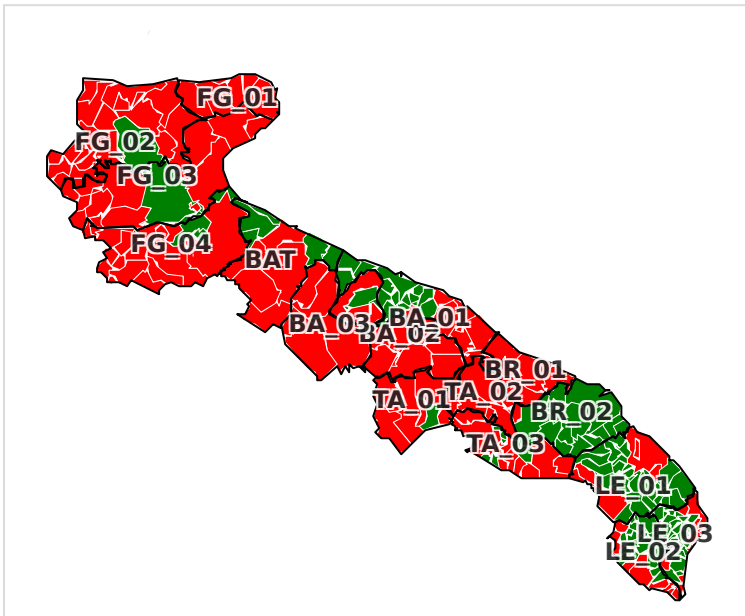 FG_01
FG_02
FG_03
FG_04
BAT
BA_03
BA_01
BA_02
BR_01
TA_02
TA_01
BR_02
TA_03
LE_01
LE_03
LE_02